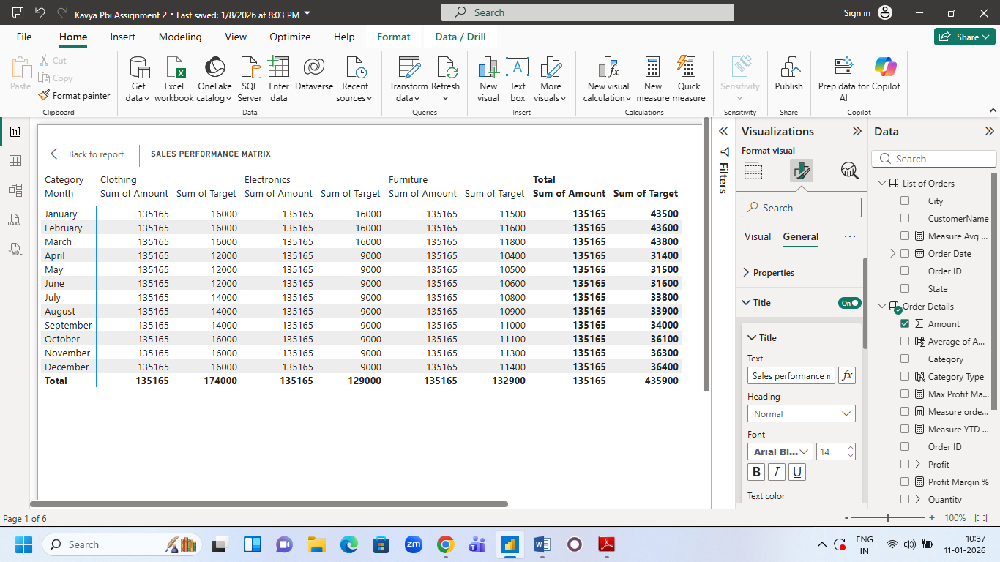 Kavya Pbi Assignment 2 • Last saved: 1/8/2026 at 8:03 PM
Search
Sign in
File Home Insert Modeling View Optimize Help Format Data / Drill
Share
Paste
Cut
Copy
Format painter
Clipboard
Get data
Excel workbook
OneLake catalog
SQL Server
Enter data
Dataverse
Recent sources
Data
Transform data
Refresh
Queries
New visual
Text box
More visuals
Insert
New visual calculation
New measure
Quick measure
Calculations
Sensitivity
Sensitivity
Publish
Share
Prep data for AI
Copilot
Copilot
Back to report
SALES PERFORMANCE MATRIX
Category Clothing Electronics Furniture Total
Month Sum of Amount Sum of Target Sum of Amount Sum of Target Sum of Amount Sum of Target Sum of Amount Sum of Target
January 135165 16000 135165 16000 135165 11500 135165 43500
February 135165 16000 135165 16000 135165 11600 135165 43600
March 135165 16000 135165 16000 135165 11800 135165 43800
April 135165 12000 135165 9000 135165 10400 135165 31400
May 135165 12000 135165 9000 135165 10500 135165 31500
June 135165 12000 135165 9000 135165 10600 135165 31600
July 135165 14000 135165 9000 135165 10800 135165 33800
August 135165 14000 135165 9000 135165 10900 135165 33900
September 135165 14000 135165 9000 135165 11000 135165 34000
October 135165 16000 135165 9000 135165 11100 135165 36100
November 135165 16000 135165 9000 135165 11300 135165 36300
December 135165 16000 135165 9000 135165 11400 135165 36400
Total 135165 174000 135165 129000 135165 132900 135165 435900
Filters
Visualizations
Format visual
Search
Visual General ...
Properties
Title On
Title
Text
Sales performance m
fx
Heading
Normal
Font
Arial Bl... 14
B I U
Text color
Data
Search
List of Orders
City
CustomerName
Measure Avg ...
Order Date
Order ID
State
Order Details
Amount
Average of A...
Category
Category Type
Max Profit Ma...
Measure orde...
Measure YTD ...
Order ID
Profit
Profit Margin %
Quantity
Page 1 of 6
- + 100%
Search
zm
ENG
IN
10:37
11-01-2026